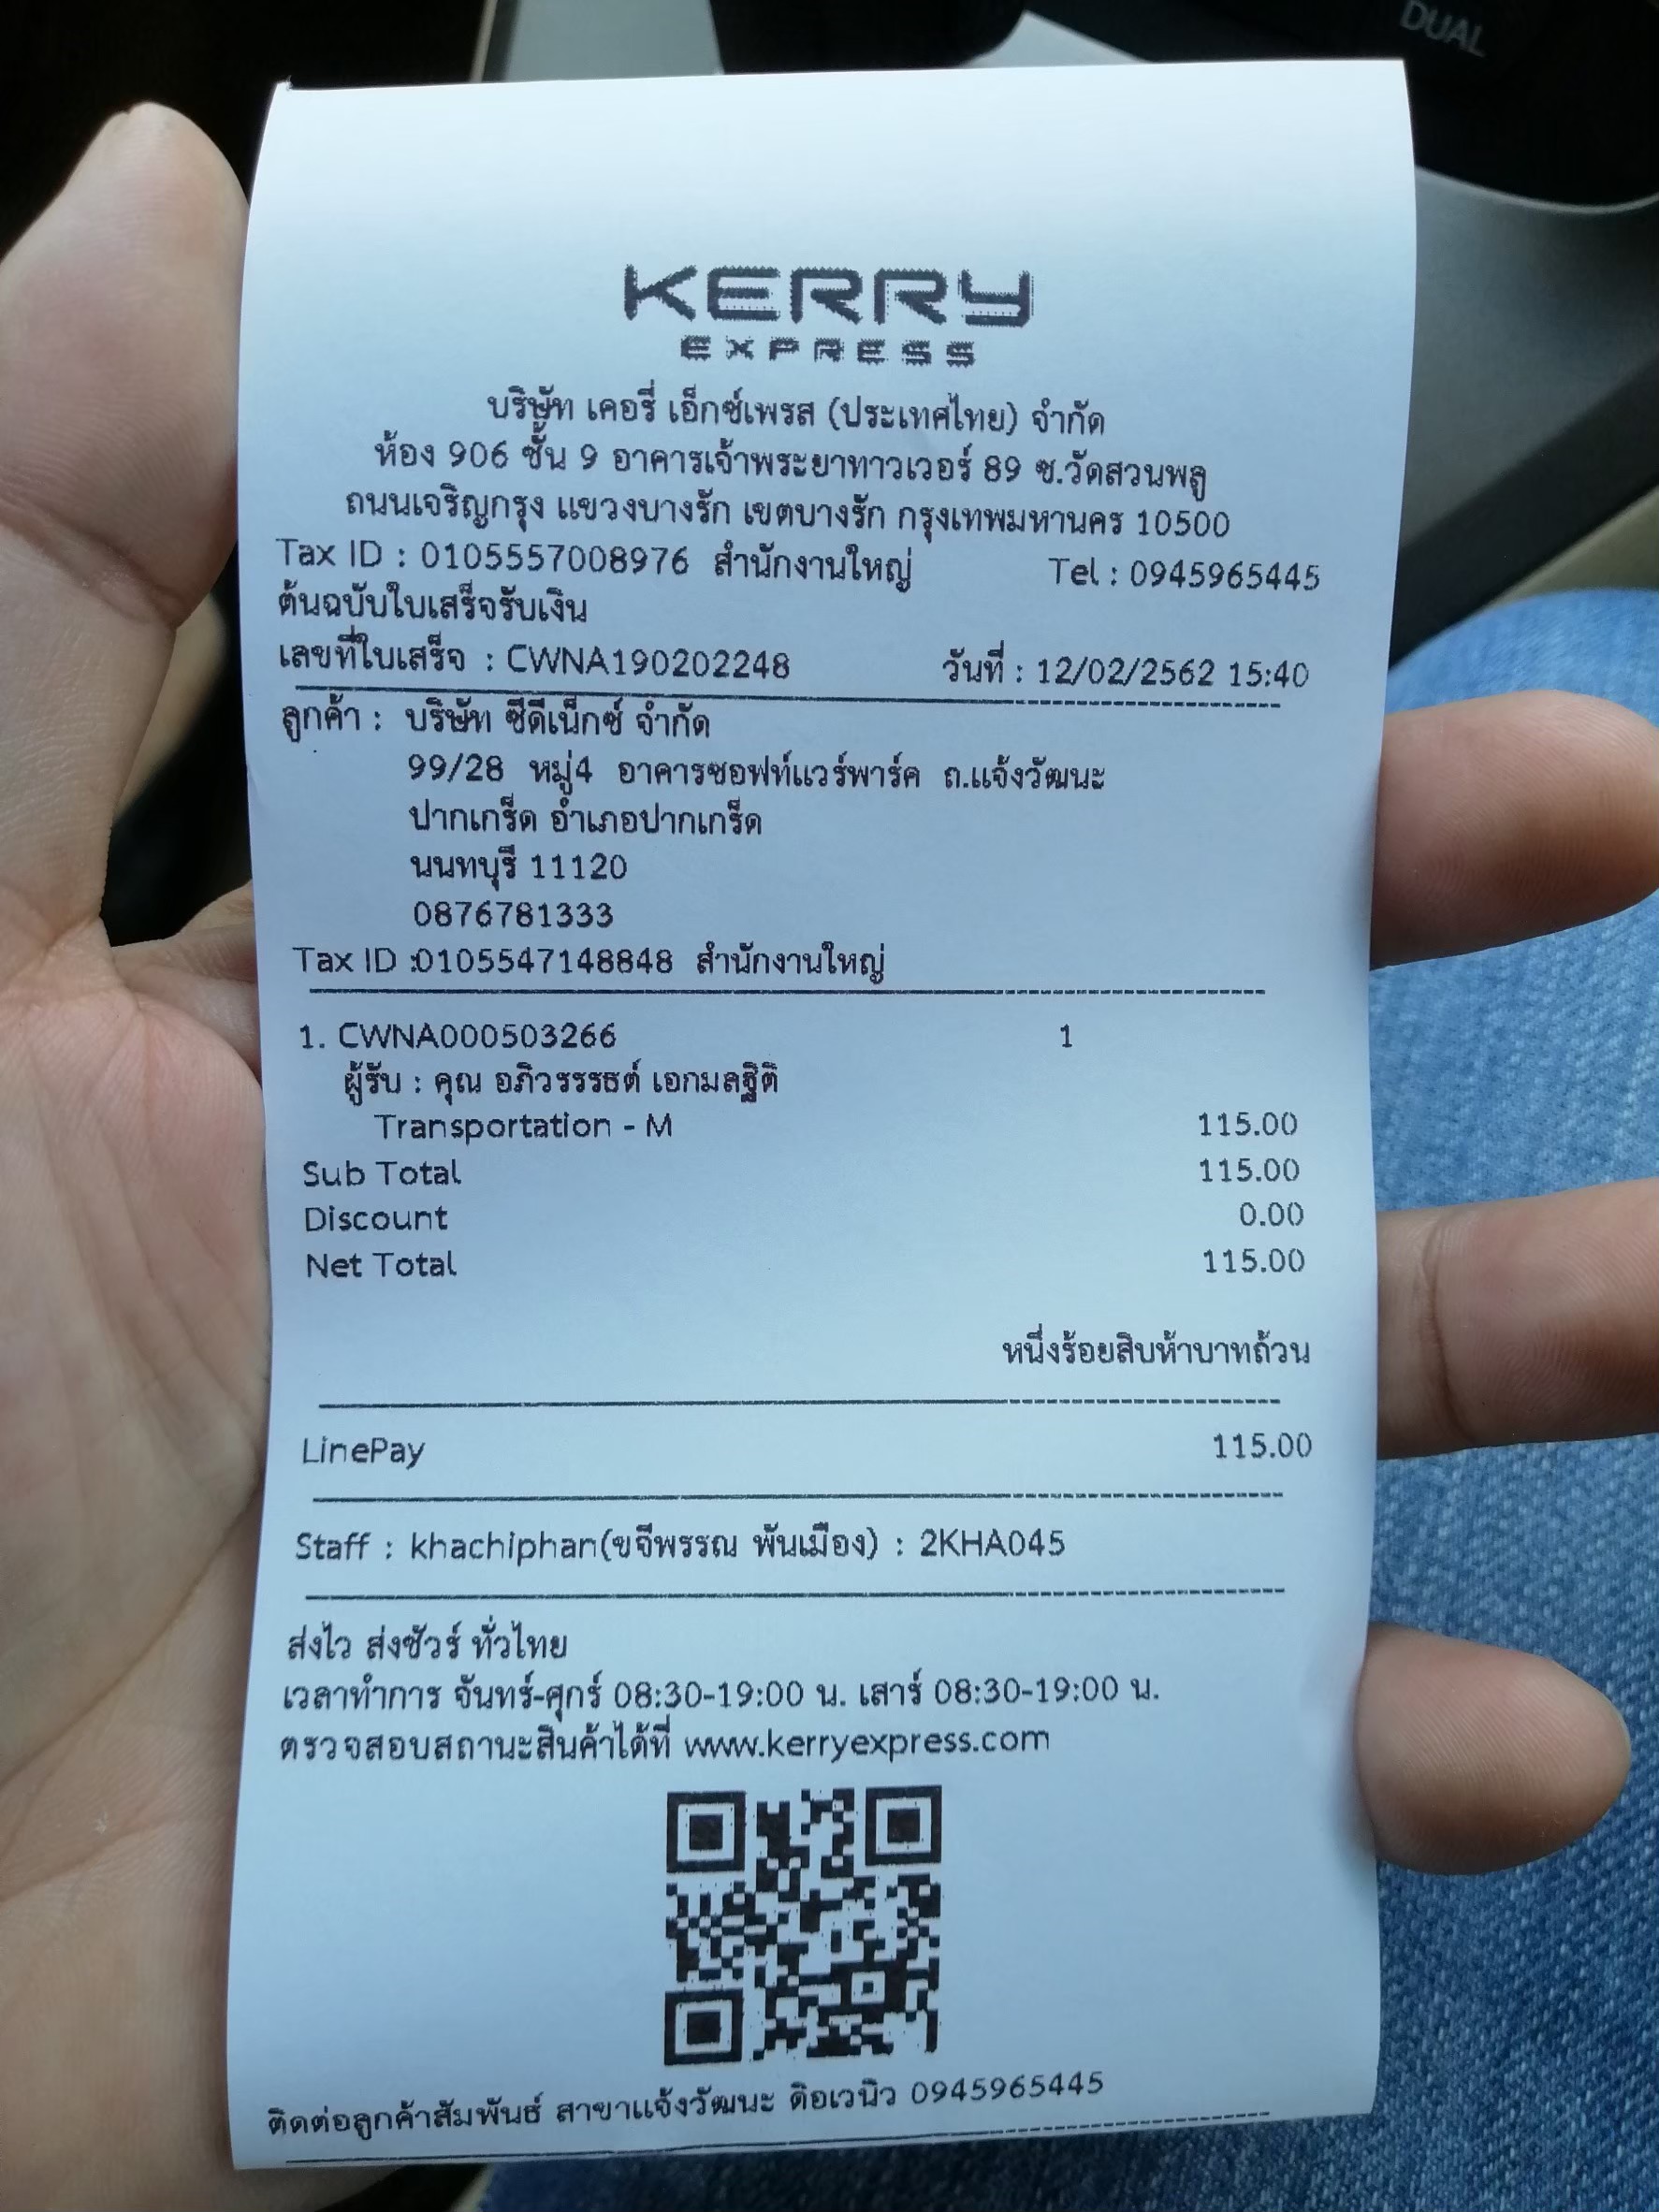 DUAL
KERRY
EXPRESS
บริษัท เคอรี่ เอ็กซ์เพรส (ประเทศไทย) จำกัด
ห้อง 906 ชั้น 9 อาคารเจ้าพระยาทาวเวอร์ 89 ซ.วัดสวนพลู
ถนนเจริญกรุง แขวงบางรัก เขตบางรัก กรุงเทพมหานคร 10500
Tax ID : 0105557008976 สำนักงานใหญ่ Tel : 0945965445
ต้นฉบับใบเสร็จรับเงิน
เลขที่ใบเสร็จ : CWNA190202248 วันที่ : 12/02/2562 15:40
ลูกค้า : บริษัท ซีดีเน็กซ์ จำกัด
99/28 หมู่4 อาคารซอฟท์แวร์พาร์ค ถ.แจ้งวัฒนะ
ปากเกร็ด อำเภอปากเกร็ด
นนทบุรี 11120
0876781333
Tax ID :0105547148848 สำนักงานใหญ่
1. CWNA000503266 1
ผู้รับ : คุณ อภิวรรรธต์ เอกมลฐิติ
Transportation - M 115.00
Sub Total 115.00
Discount 0.00
Net Total 115.00
หนึ่งร้อยสิบห้าบาทถ้วน
LinePay 115.00
Staff : khachiphan(ขจีพรรณ พันเมือง) : 2KHA045
ส่งไว ส่งชัวร์ ทั่วไทย
เวลาทำการ จันทร์-ศุกร์ 08:30-19:00 น. เสาร์ 08:30-19:00 น.
ตรวจสอบสถานะสินค้าได้ที่ www.kerryexpress.com
ติดต่อลูกค้าสัมพันธ์ สาขาแจ้งวัฒนะ ดิอเวนิว 0945965445